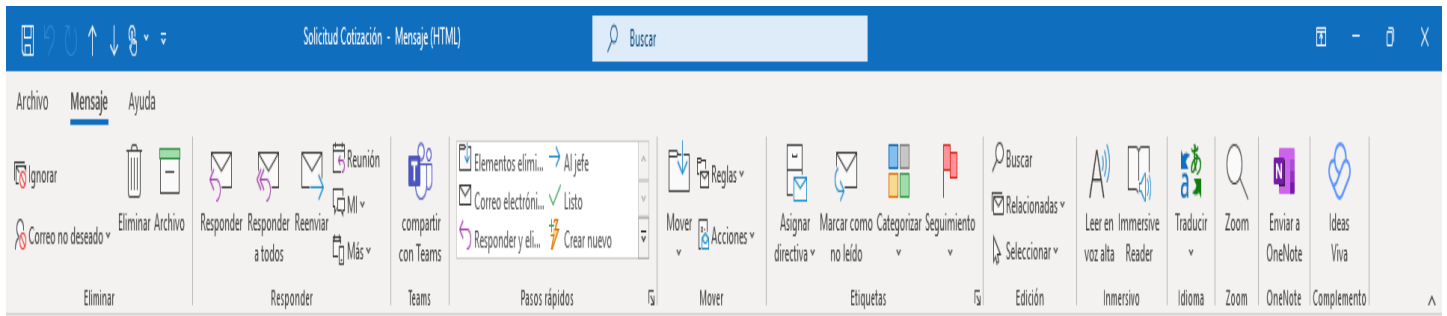 Solicitud Cotización - Mensaje (HTML)
Buscar
Archivo Mensaje Ayuda
Ignorar
Correo no deseado
Eliminar Archivo
Eliminar
Responder Responder a todos Reenviar
Reunión
MI
Más
Responder
compartir con Teams
Teams
Elementos elimi... Al jefe
Correo electróni... Listo
Responder y eli... Crear nuevo
Pasos rápidos
Mover
Reglas
Acciones
Mover
Asignar directiva Marcar como no leído Categorizar Seguimiento
Etiquetas
Buscar
Relacionadas
Seleccionar
Edición
Leer en voz alta Immersive Reader
Inmersivo
Traducir
Idioma
Zoom
Zoom
Enviar a OneNote
OneNote
Ideas Viva
Complemento